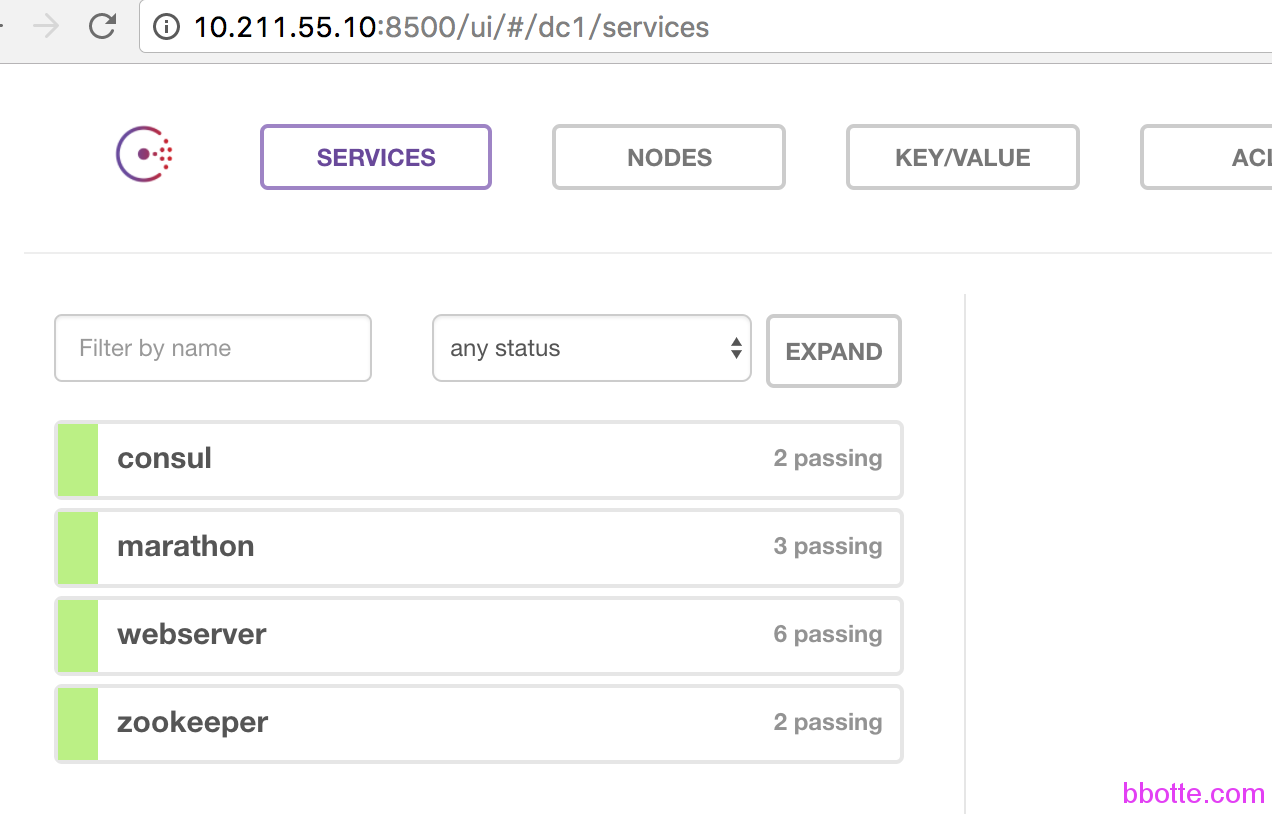 10.211.55.10:8500/ui/#/dc1/services
SERVICES NODES KEY/VALUE ACL
Filter by name any status EXPAND
consul 2 passing
marathon 3 passing
webserver 6 passing
zookeeper 2 passing
bbotte.com